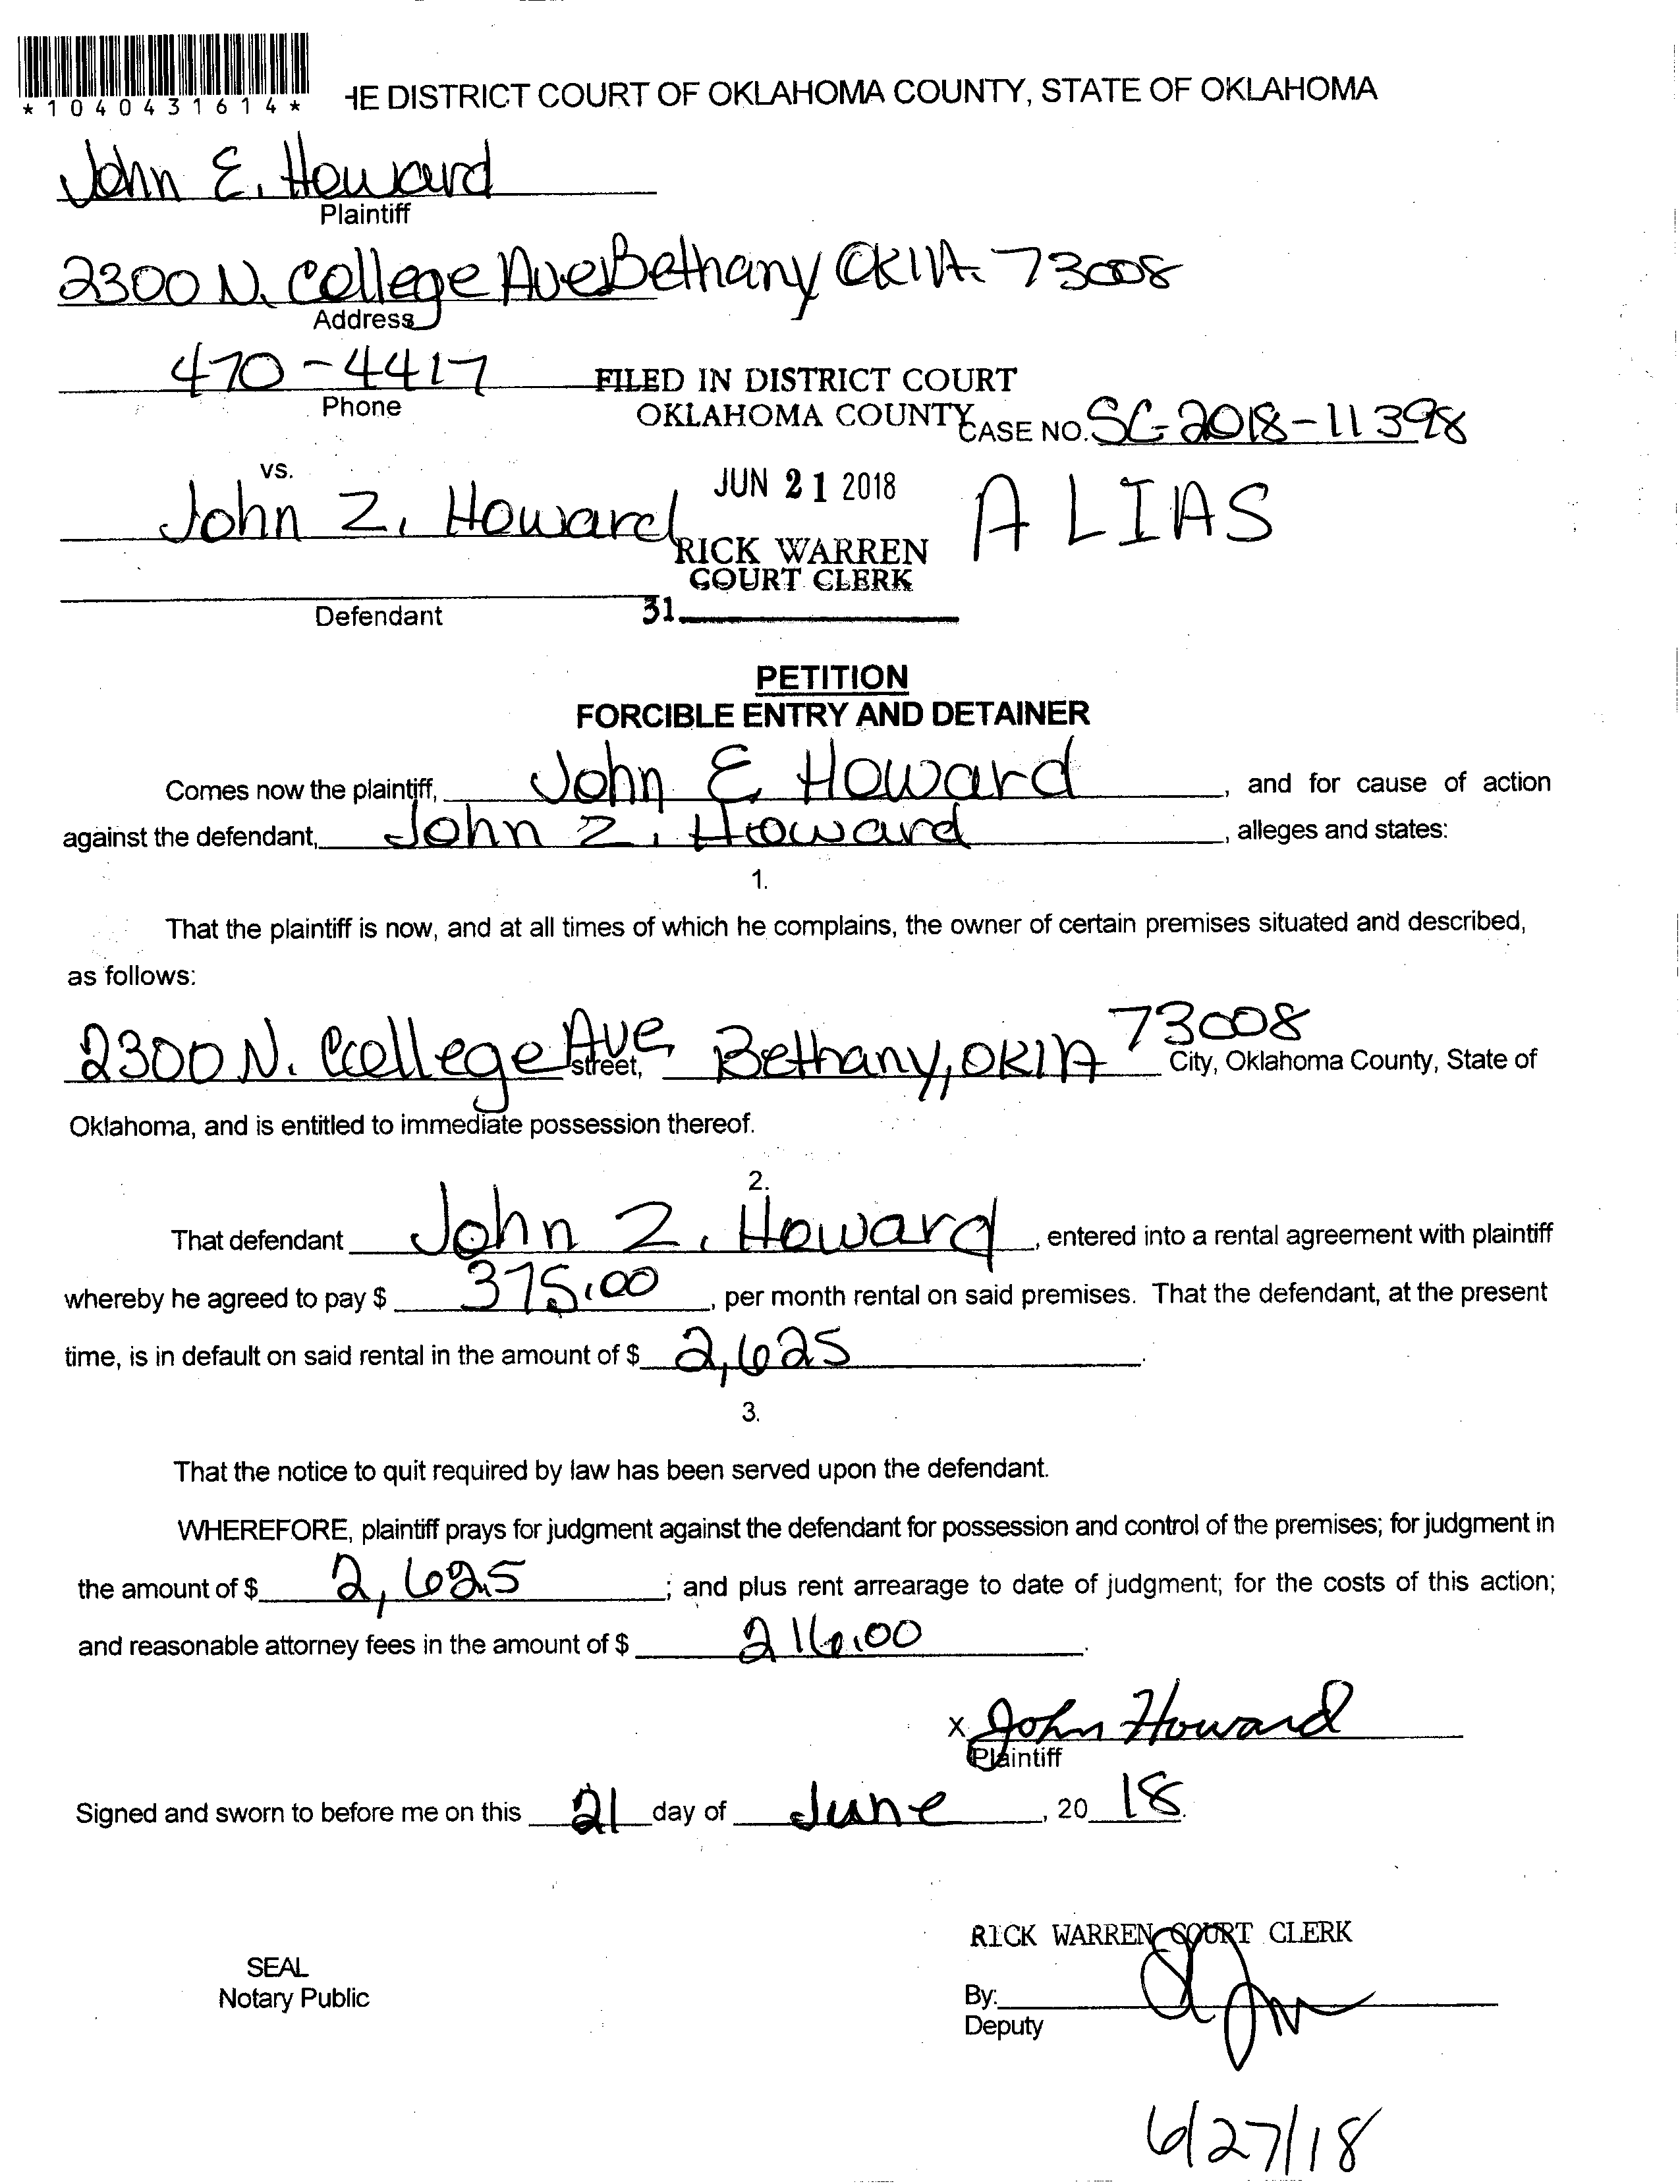 *1040431614*
HE DISTRICT COURT OF OKLAHOMA COUNTY, STATE OF OKLAHOMA
John E. Howard
Plaintiff
2300 N. College Ave Bethany OKlA. 73008
Address
470-4417
Phone
FILED IN DISTRICT COURT
OKLAHOMA COUNTY
CASE NO. SC-2018-11398
vs.
JUN 21 2018
ALIAS
John Z. Howard
RICK WARREN
COURT CLERK
31
Defendant
PETITION
FORCIBLE ENTRY AND DETAINER
Comes now the plaintiff, John E Howard, and for cause of action
against the defendant, John Z. Howard, alleges and states:
1.
That the plaintiff is now, and at all times of which he complains, the owner of certain premises situated and described,
as follows:
2300 N. College Ave street, Bethany, OKlA 73008 City, Oklahoma County, State of
Oklahoma, and is entitled to immediate possession thereof.
2.
That defendant John Z. Howard, entered into a rental agreement with plaintiff
whereby he agreed to pay $ 375.00, per month rental on said premises. That the defendant, at the present
time, is in default on said rental in the amount of $ 2,625.
3.
That the notice to quit required by law has been served upon the defendant.
WHEREFORE, plaintiff prays for judgment against the defendant for possession and control of the premises; for judgment in
the amount of $ 2,625; and plus rent arrearage to date of judgment; for the costs of this action;
and reasonable attorney fees in the amount of $ 216.00.
X John Howard
Plaintiff
Signed and sworn to before me on this 21 day of June, 20 18.
RICK WARREN COURT CLERK
SEAL
Notary Public
By:
Deputy
6/27/18